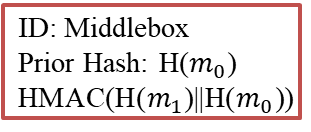 ID: Middlebox
Prior Hash: H(m₀)
HMAC(H(m₁)||H(m₀))